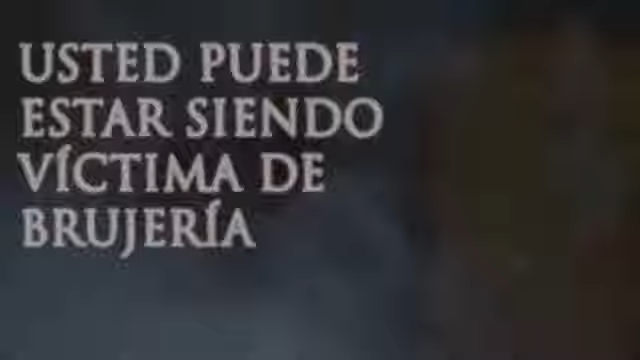 USTED PUEDE
ESTAR SIENDO
VÍCTIMA DE
BRUJERÍA